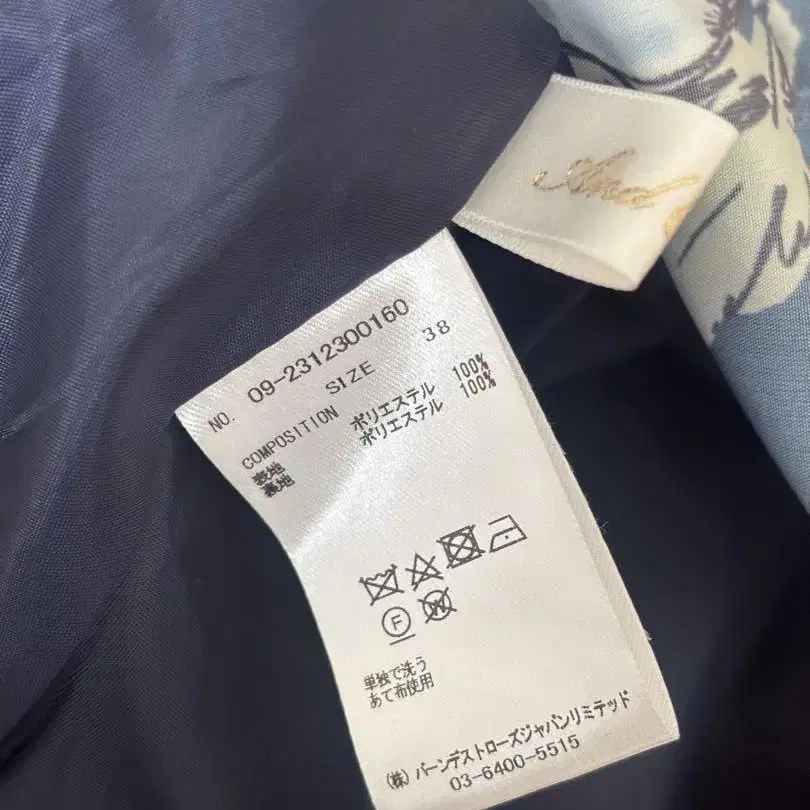 And
NO. 09-2312300160
SIZE 38
COMPOSITION
表地 ポリエステル 100%
裏地 ポリエステル 100%
F
W
単独で洗う
あて布使用
(株) バーンデストローズジャパンリミテッド
03-6400-5515